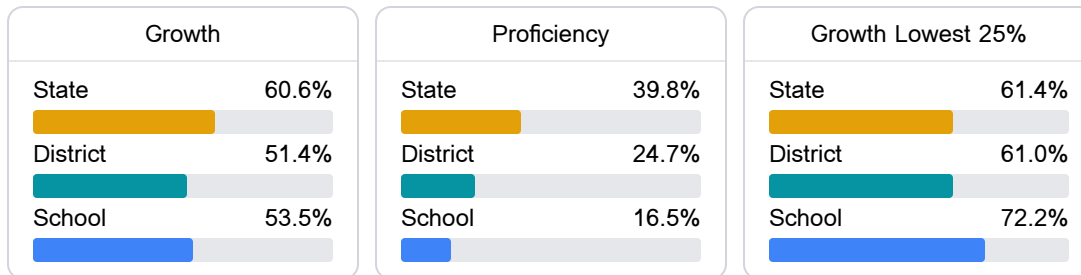 Growth
State 60.6%
District 51.4%
School 53.5%
Proficiency
State 39.8%
District 24.7%
School 16.5%
Growth Lowest 25%
State 61.4%
District 61.0%
School 72.2%